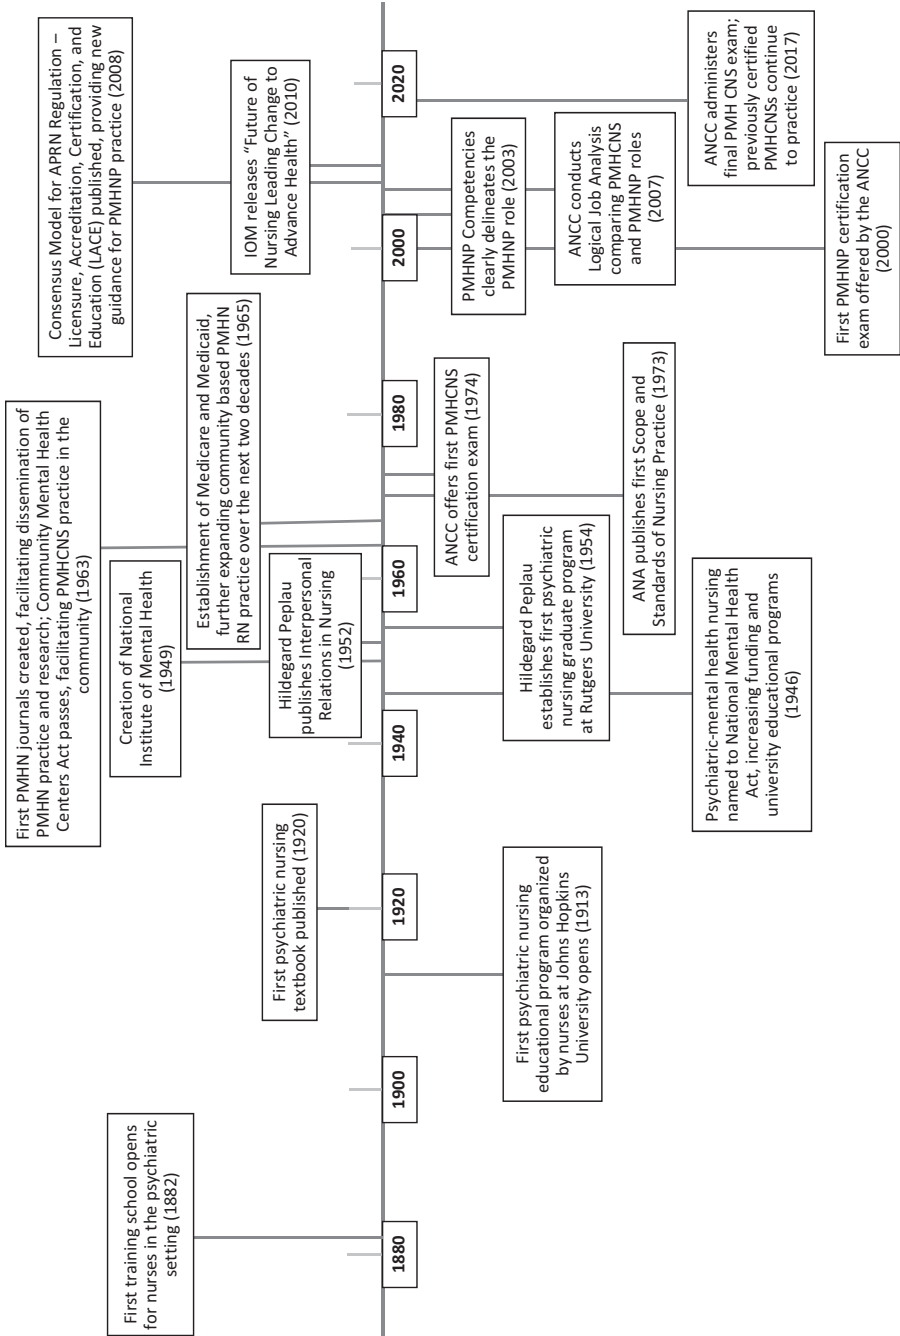 First training school opens
for nurses in the psychiatric
setting (1882)
First psychiatric nursing
textbook published (1920)
First PMHN journals created, facilitating dissemination of
PMHN practice and research; Community Mental Health
Centers Act passes, facilitating PMHCNS practice in the
community (1963)
Creation of National
Institute of Mental Health
(1949)
Establishment of Medicare and Medicaid,
further expanding community based PMHN
RN practice over the next two decades (1965)
Hildegard Peplau
publishes Interpersonal
Relations in Nursing
(1952)
Consensus Model for APRN Regulation –
Licensure, Accreditation, Certification, and
Education (LACE) published, providing new
guidance for PMHNP practice (2008)
IOM releases “Future of
Nursing Leading Change to
Advance Health” (2010)
1880
1900
1920
1940
1960
1980
2000
2020
First psychiatric nursing
educational program organized
by nurses at Johns Hopkins
University opens (1913)
Psychiatric-mental health nursing
named to National Mental Health
Act, increasing funding and
university educational programs
(1946)
Hildegard Peplau
establishes first psychiatric
nursing graduate program
at Rutgers University (1954)
ANCC offers first PMHCNS
certification exam (1974)
ANA publishes first Scope and
Standards of Nursing Practice (1973)
PMHNP Competencies
clearly delineates the
PMHNP role (2003)
ANCC conducts
Logical Job Analysis
comparing PMHCNS
and PMHNP roles
(2007)
ANCC administers
final PMH CNS exam;
previously certified
PMHCNSs continue
to practice (2017)
First PMHNP certification
exam offered by the ANCC
(2000)